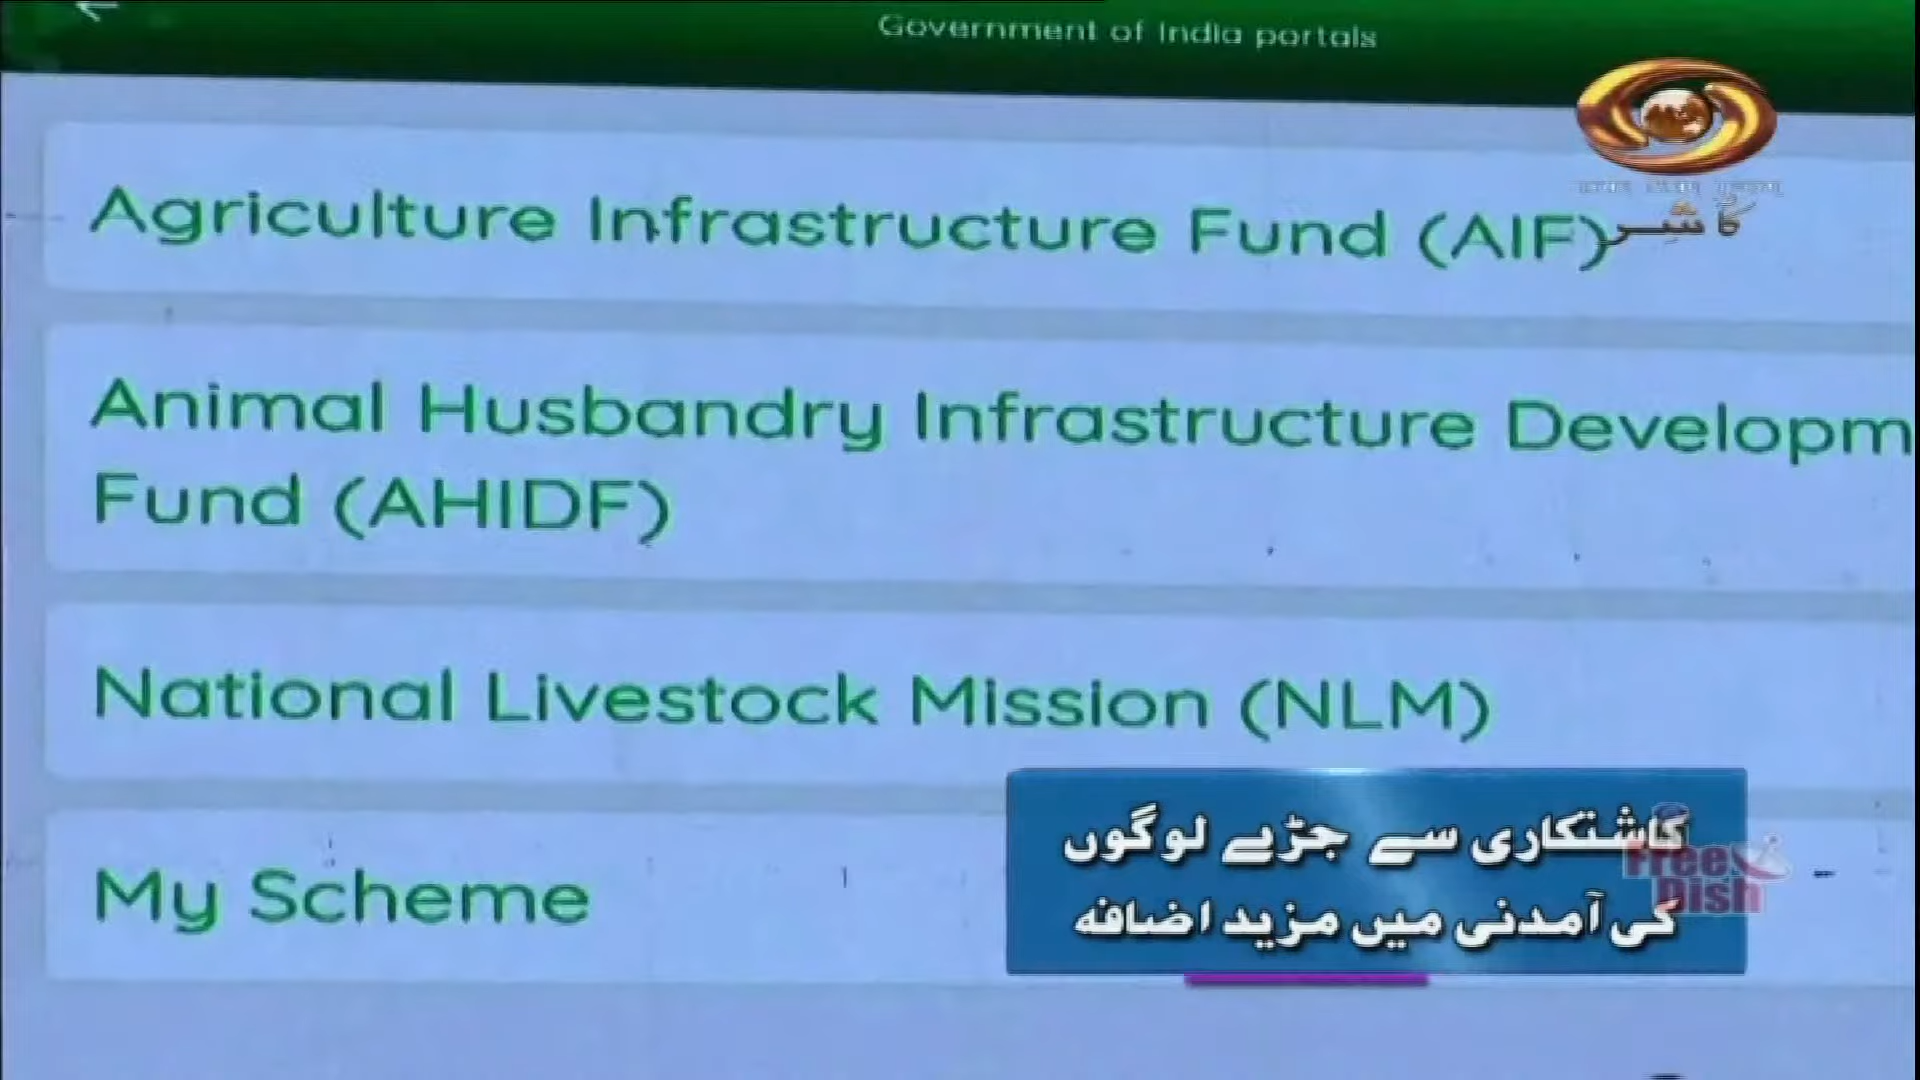 Government of India portals
Agriculture Infrastructure Fund (AIF)
کٲشُر
Animal Husbandry Infrastructure Developm
Fund (AHIDF)
National Livestock Mission (NLM)
My Scheme
کاشتکاری سے جڑے لوگوں
کی آمدنی میں مزید اضافہ
Free
Dish